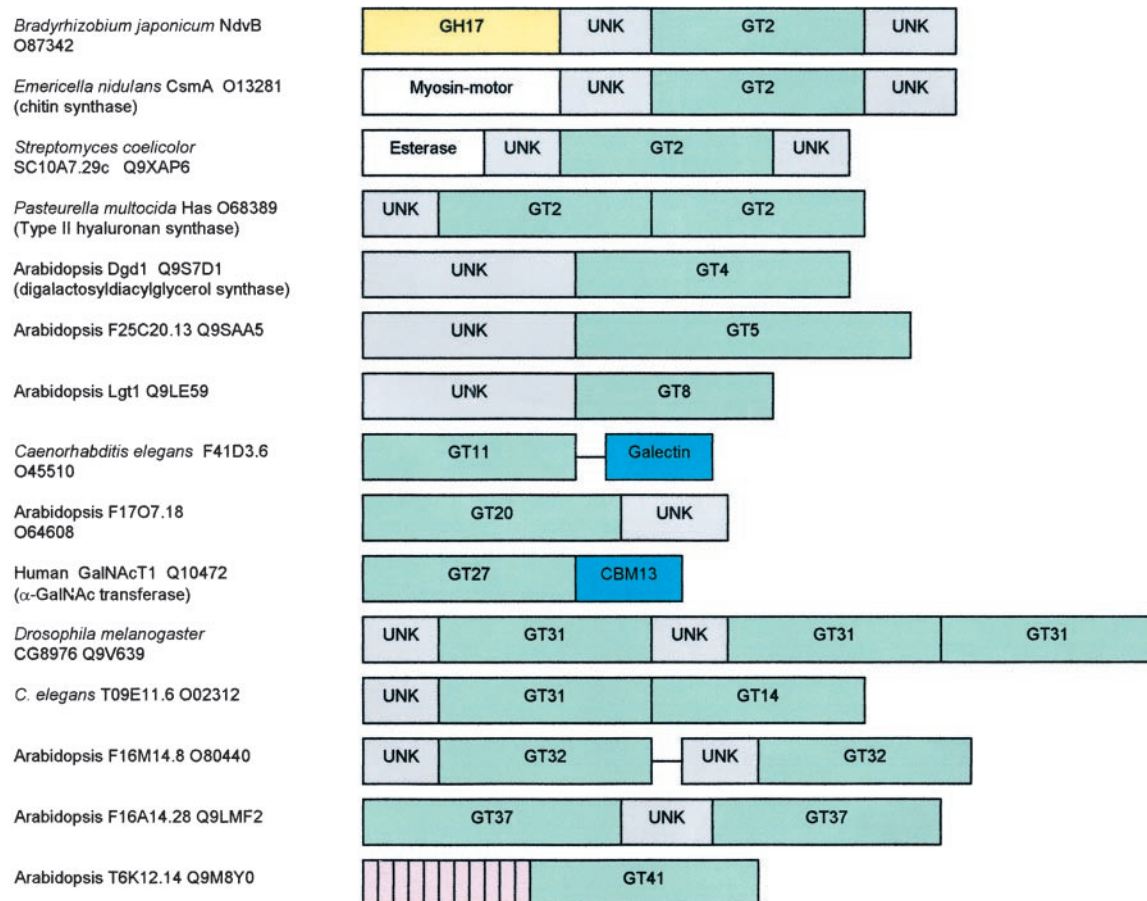 Bradyrhizobium japonicum NdvB
O87342
GH17 UNK GT2 UNK
Emericella nidulans CsmA O13281
(chitin synthase)
Myosin-motor UNK GT2 UNK
Streptomyces coelicolor
SC10A7.29c Q9XAP6
Esterase UNK GT2 UNK
Pasteurella multocida Has O68389
(Type II hyaluronan synthase)
UNK GT2 GT2
Arabidopsis Dgd1 Q9S7D1
(digalactosyldiacylglycerol synthase)
UNK GT4
Arabidopsis F25C20.13 Q9SAA5
UNK GT5
Arabidopsis Lgt1 Q9LE59
UNK GT8
Caenorhabditis elegans F41D3.6
O45510
GT11 Galectin
Arabidopsis F17O7.18
O64608
GT20 UNK
Human GalNAcT1 Q10472
(α-GalNAc transferase)
GT27 CBM13
Drosophila melanogaster
CG8976 Q9V639
UNK GT31 UNK GT31 GT31
C. elegans T09E11.6 O02312
UNK GT31 GT14
Arabidopsis F16M14.8 O80440
UNK GT32 UNK GT32
Arabidopsis F16A14.28 Q9LMF2
GT37 UNK GT37
Arabidopsis T6K12.14 Q9M8Y0
GT41